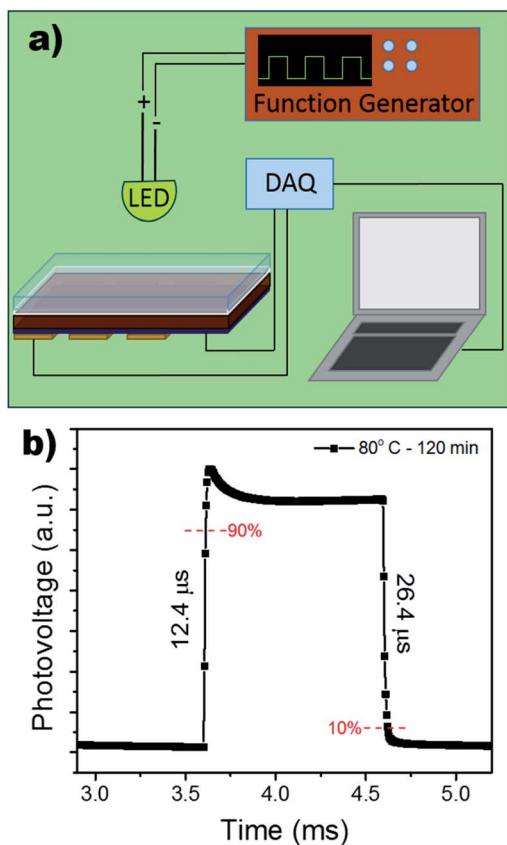 a)
Function Generator
+
-
LED
DAQ
b)
80° C - 120 min
90%
12.4 µs
26.4 µs
10%
Photovoltage (a.u.)
3.0 3.5 4.0 4.5 5.0
Time (ms)